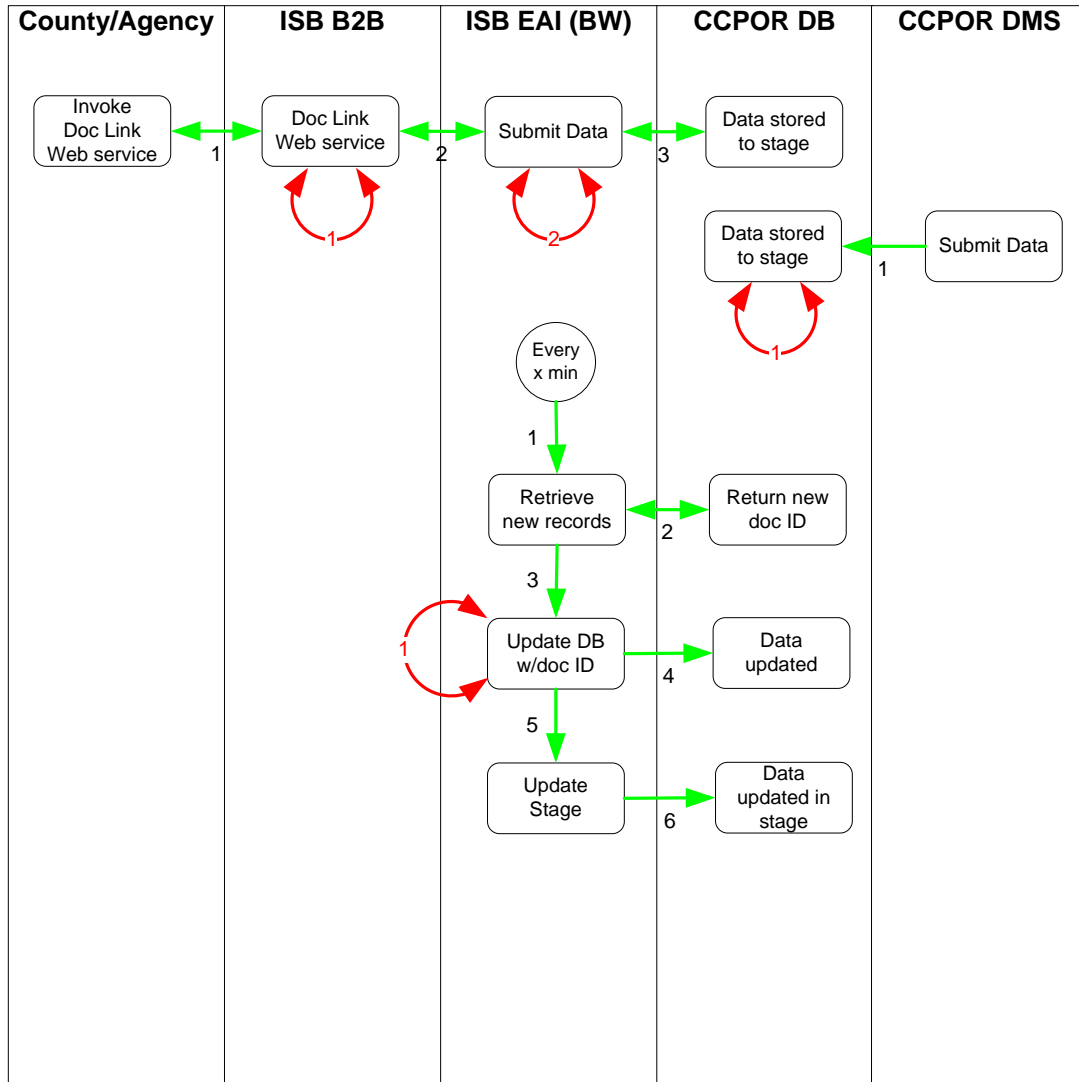 County/Agency
ISB B2B
ISB EAI (BW)
CCPOR DB
CCPOR DMS
Invoke
Doc Link
Web service
1
Doc Link
Web service
2
Submit Data
3
Data stored
to stage
1
2
Data stored
to stage
1
Submit Data
1
Every
x min
1
Retrieve
new records
2
Return new
doc ID
3
1
Update DB
w/doc ID
4
Data
updated
5
Update
Stage
6
Data
updated in
stage